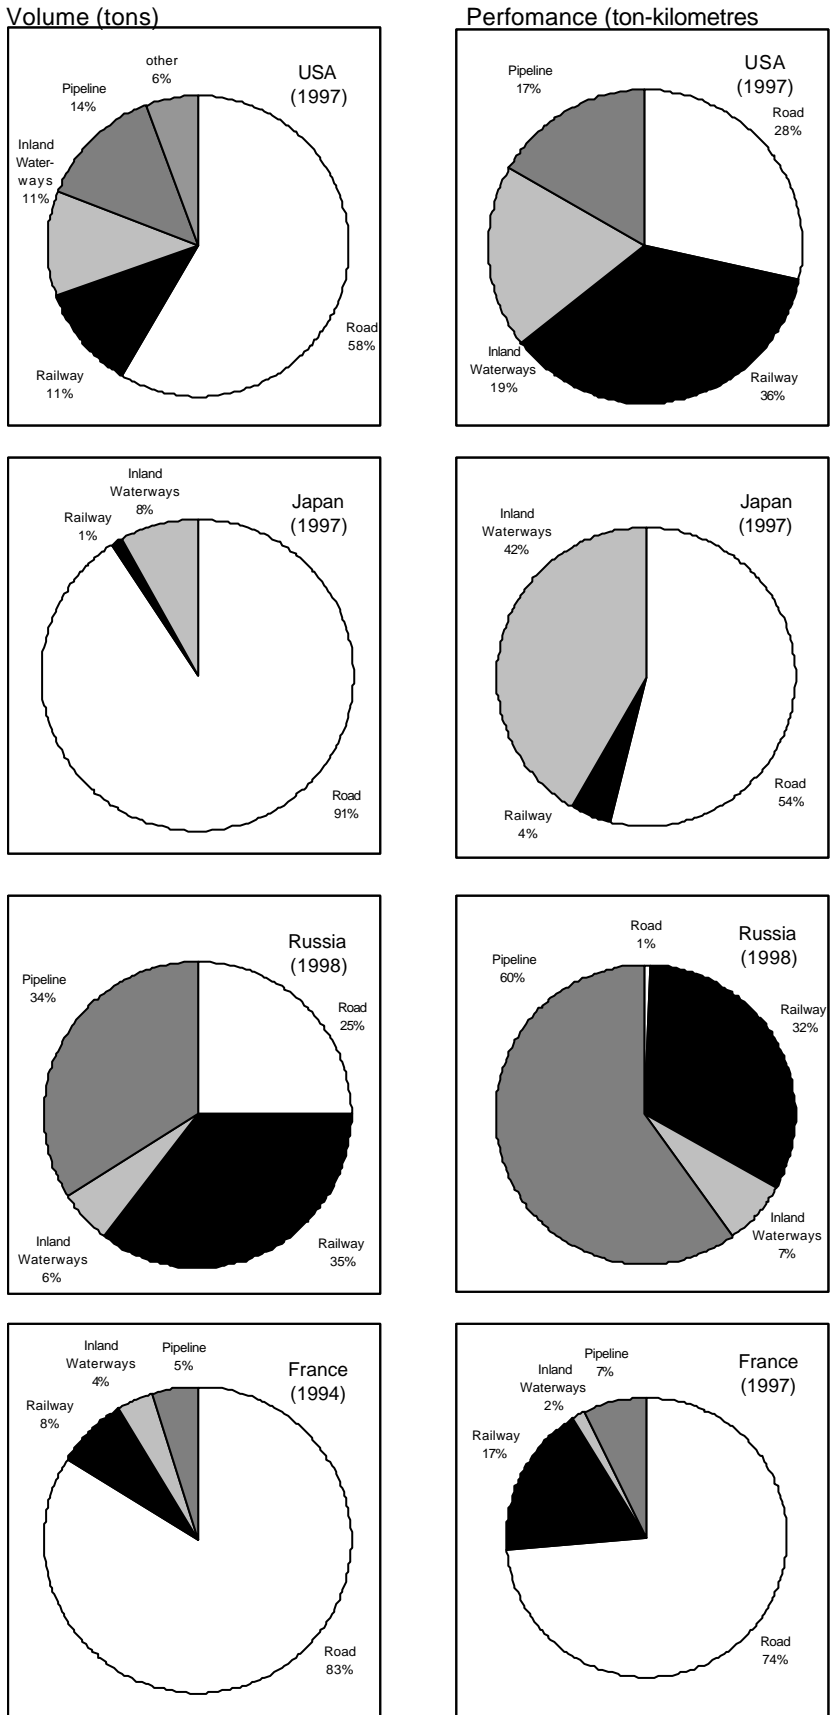 Volume (tons)
Perfomance (ton-kilometres
USA
(1997)
other
6%
Pipeline
14%
Inland
Water-
ways
11%
Railway
11%
Road
58%
USA
(1997)
Pipeline
17%
Road
28%
Inland
Waterways
19%
Railway
36%
Japan
(1997)
Inland
Waterways
8%
Railway
1%
Road
91%
Japan
(1997)
Inland
Waterways
42%
Railway
4%
Road
54%
Russia
(1998)
Pipeline
34%
Road
25%
Inland
Waterways
6%
Railway
35%
Russia
(1998)
Road
1%
Pipeline
60%
Railway
32%
Inland
Waterways
7%
France
(1994)
Inland
Waterways
4%
Pipeline
5%
Railway
8%
Road
83%
France
(1997)
Pipeline
7%
Inland
Waterways
2%
Railway
17%
Road
74%